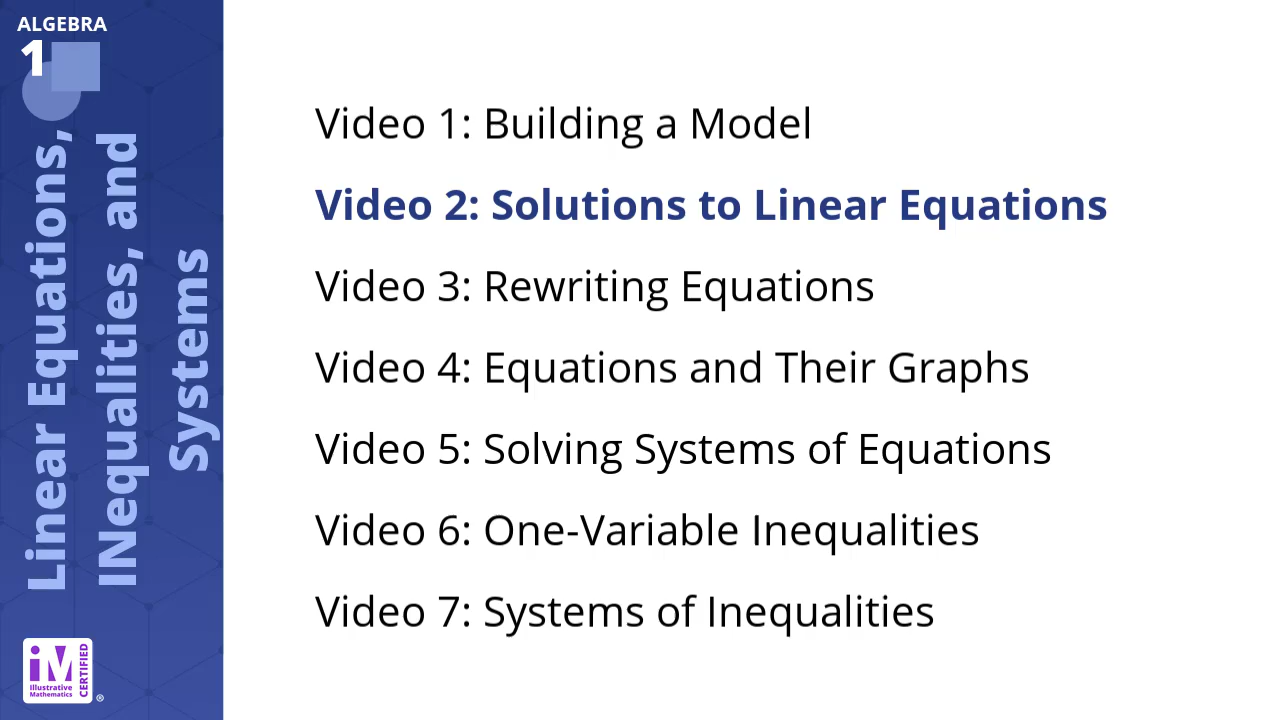 ALGEBRA
1
Linear Equations,
INequalities, and
Systems
Video 1: Building a Model
Video 2: Solutions to Linear Equations
Video 3: Rewriting Equations
Video 4: Equations and Their Graphs
Video 5: Solving Systems of Equations
Video 6: One-Variable Inequalities
Video 7: Systems of Inequalities
iM
Illustrative
Mathematics
CERTIFIED
®